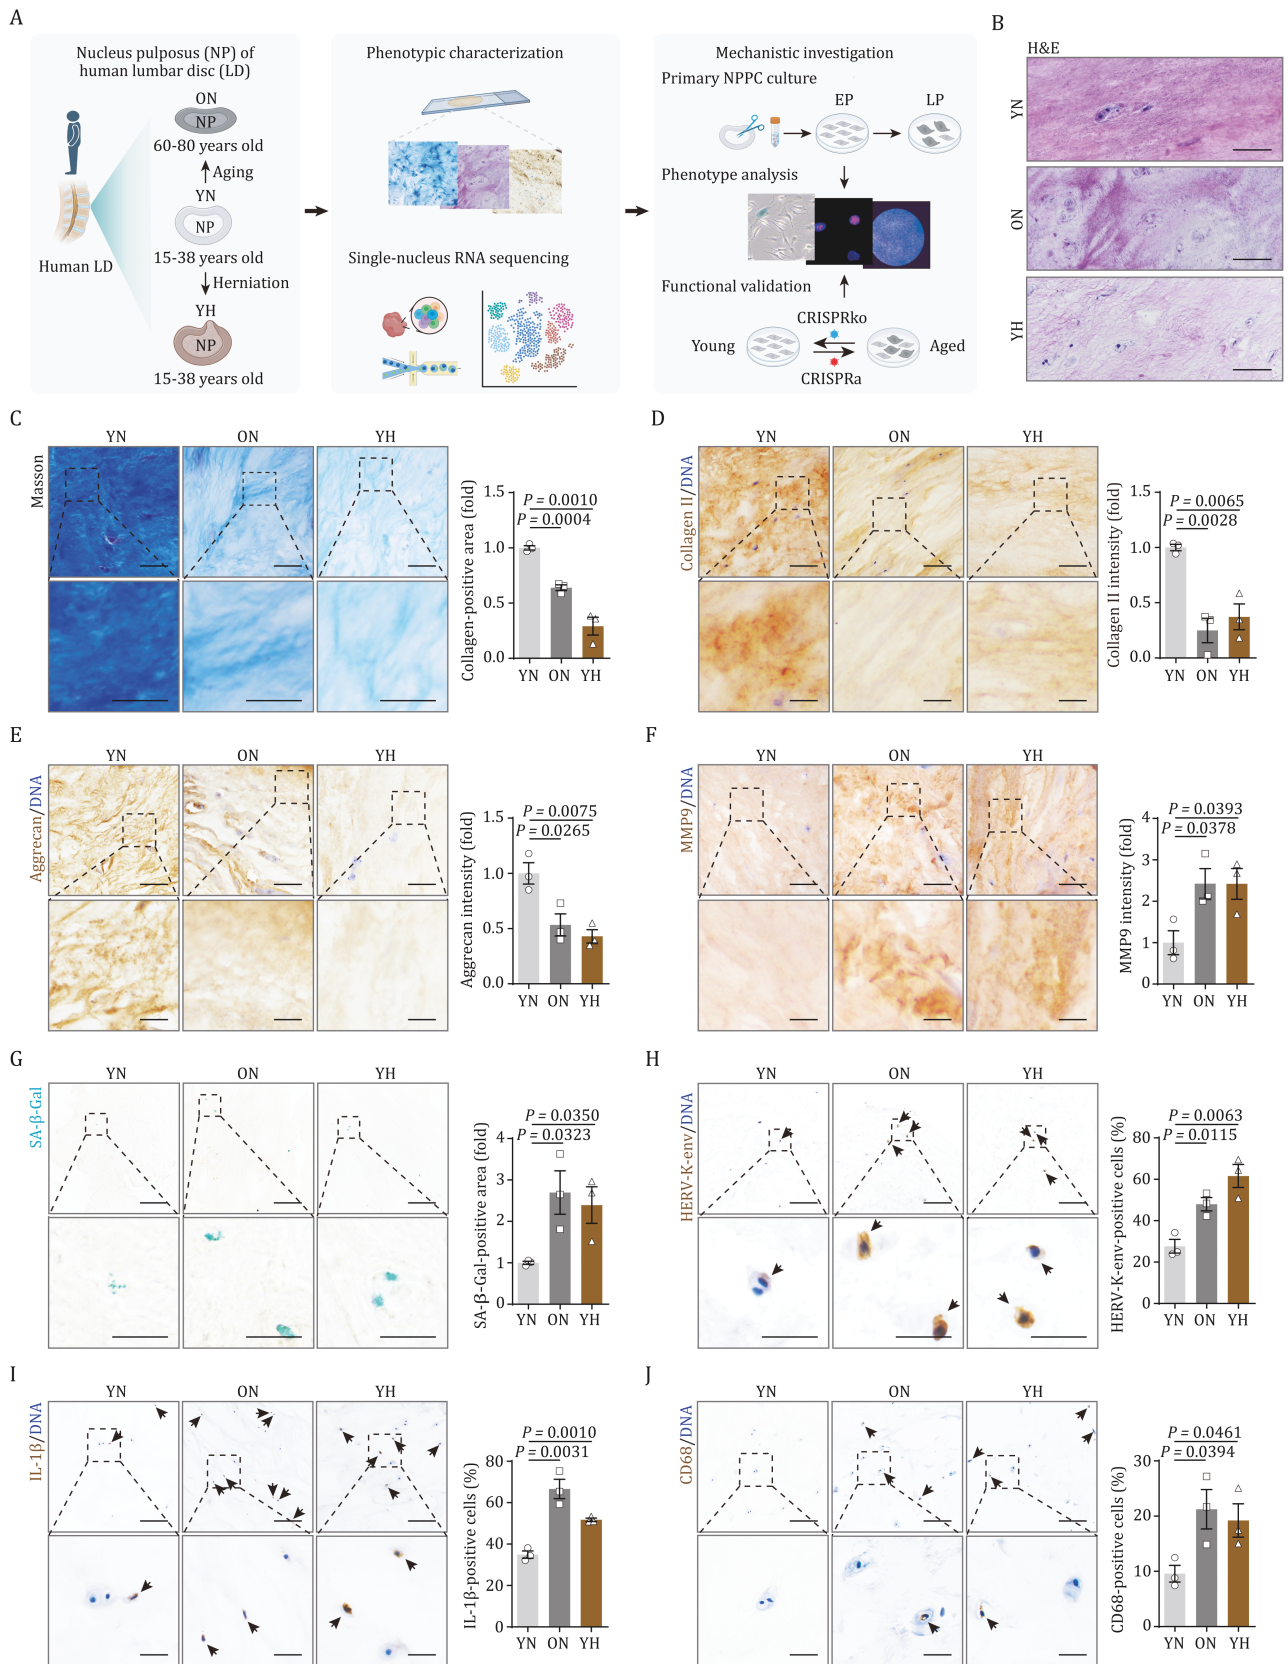 A
Nucleus pulposus (NP) of
human lumbar disc (LD)
ON
NP
60-80 years old
Aging
YN
NP
15-38 years old
Human LD
Herniation
YH
NP
15-38 years old
Phenotypic characterization
Single-nucleus RNA sequencing
Mechanistic investigation
Primary NPPC culture
EP
LP
Phenotype analysis
Functional validation
CRISPRko
Young
Aged
CRISPRa
B
H&E
YN
ON
YH
C
YN
ON
YH
Masson
Collagen-positive area (fold)
P = 0.0010
P = 0.0004
1.5
1.0
0.5
0.0
YN
ON
YH
D
YN
ON
YH
Collagen II/DNA
Collagen II intensity (fold)
P = 0.0065
P = 0.0028
1.5
1.0
0.5
0.0
YN
ON
YH
E
YN
ON
YH
Aggrecan/DNA
Aggrecan intensity (fold)
P = 0.0075
P = 0.0265
1.5
1.0
0.5
0.0
YN
ON
YH
F
YN
ON
YH
MMP9/DNA
MMP9 intensity (fold)
P = 0.0393
P = 0.0378
4
3
2
1
0
YN
ON
YH
G
YN
ON
YH
SA-β-Gal
SA-β-Gal-positive area (fold)
P = 0.0350
P = 0.0323
4
3
2
1
0
YN
ON
YH
H
YN
ON
YH
HERV-K-env/DNA
HERV-K-env-positive cells (%)
P = 0.0063
P = 0.0115
80
60
40
20
0
YN
ON
YH
I
YN
ON
YH
IL-1β/DNA
IL-1β-positive cells (%)
P = 0.0010
P = 0.0031
80
60
40
20
0
YN
ON
YH
J
YN
ON
YH
CD68/DNA
CD68-positive cells (%)
P = 0.0461
P = 0.0394
30
20
10
0
YN
ON
YH